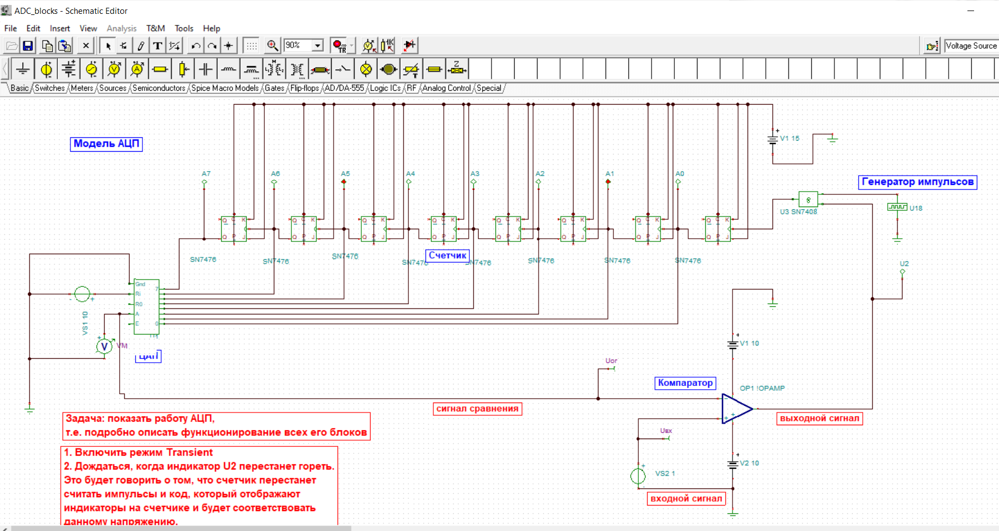 ADC_blocks - Schematic Editor
File Edit Insert View Analysis T&M Tools Help
90%
Voltage Source
Basic Switches Meters Sources Semiconductors Spice Macro Models Gates Flip-flops AD/DA-555 Logic ICs RF Analog Control Special
Модель АЦП
V1 15
A7 A6 A5 A4 A3 A2 A1 A0
Генератор импульсов
U3 SN7408
U18
Q C K Q C K Q C K Q C K Q C K Q C K Q C K Q C K
Q P J Q P J Q P J Q P J Q P J Q P J Q P J Q P J
Счетчик
SN7476 SN7476 SN7476 SN7476 SN7476 SN7476 SN7476 SN7476
U2
Gnd
7
Ri
R0
A
E 0
U1
VS1 10
V
VM
ЦАП
V1 10
Uог
Компаратор
OP1 !OPAMP
сигнал сравнения
выходной сигнал
Задача: показать работу АЦП,
т.е. подробно описать функционирование всех его блоков
Uвх
1. Включить режим Transient
2. Дождаться, когда индикатор U2 перестанет гореть.
Это будет говорить о том, что счетчик перестанет
считать импульсы и код, который отображают
индикаторы на счетчике и будет соответствовать
данному напряжению.
V2 10
VS2 1
входной сигнал